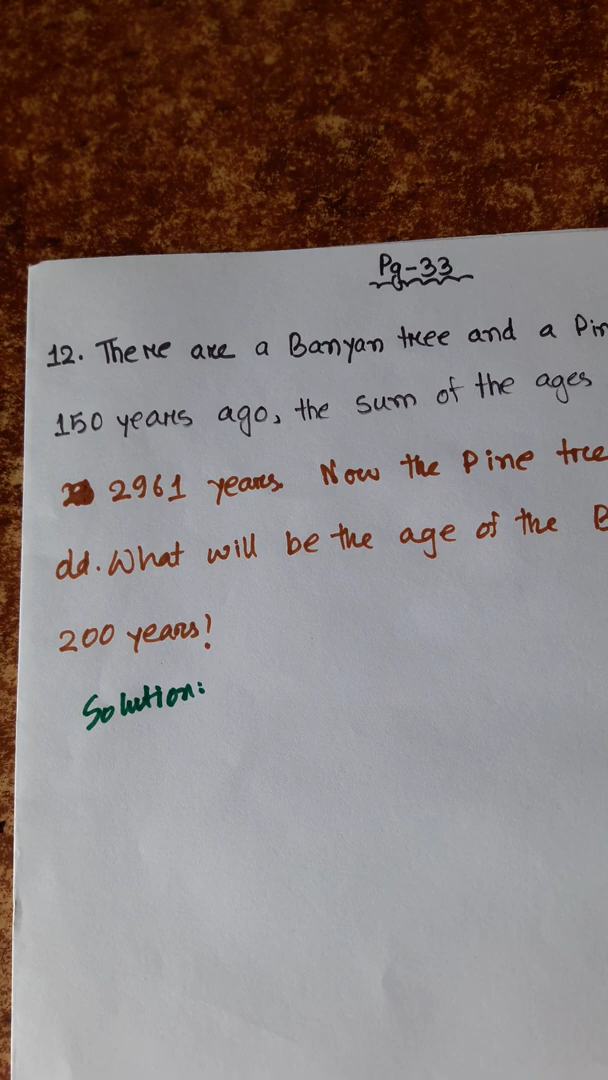 Pg-33
12. There are a Banyan tree and a Pin
150 years ago, the sum of the ages
2961 years. Now the Pine tree
dd. What will be the age of the B
200 years?
Solution: